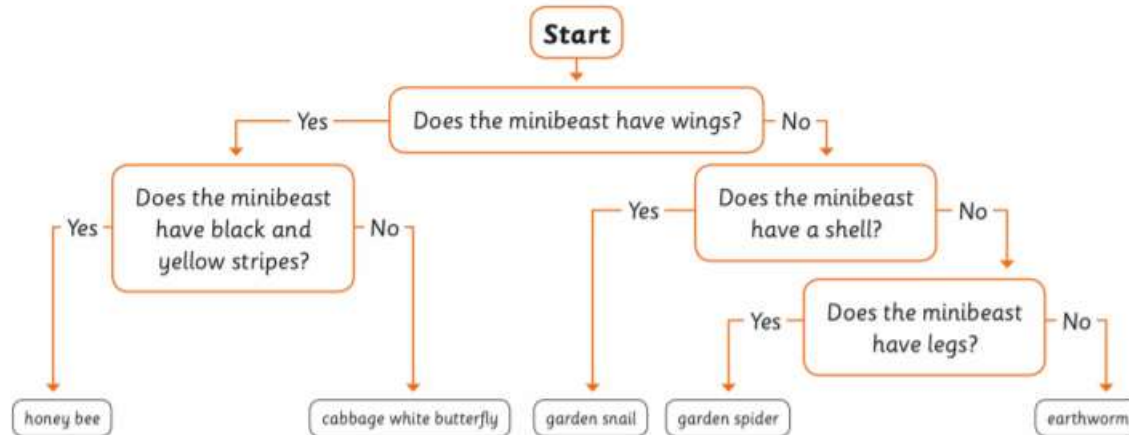 Start
Does the minibeast have wings?
Yes
No
Does the minibeast
have black and
yellow stripes?
Yes
No
Does the minibeast
have a shell?
Yes
No
Does the minibeast
have legs?
Yes
No
honey bee
cabbage white butterfly
garden snail
garden spider
earthworm